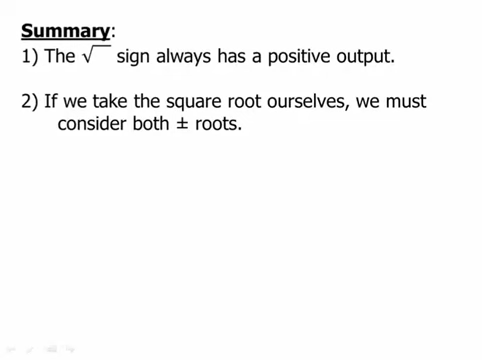 Summary:
1) The √ sign always has a positive output.
2) If we take the square root ourselves, we must
consider both ± roots.